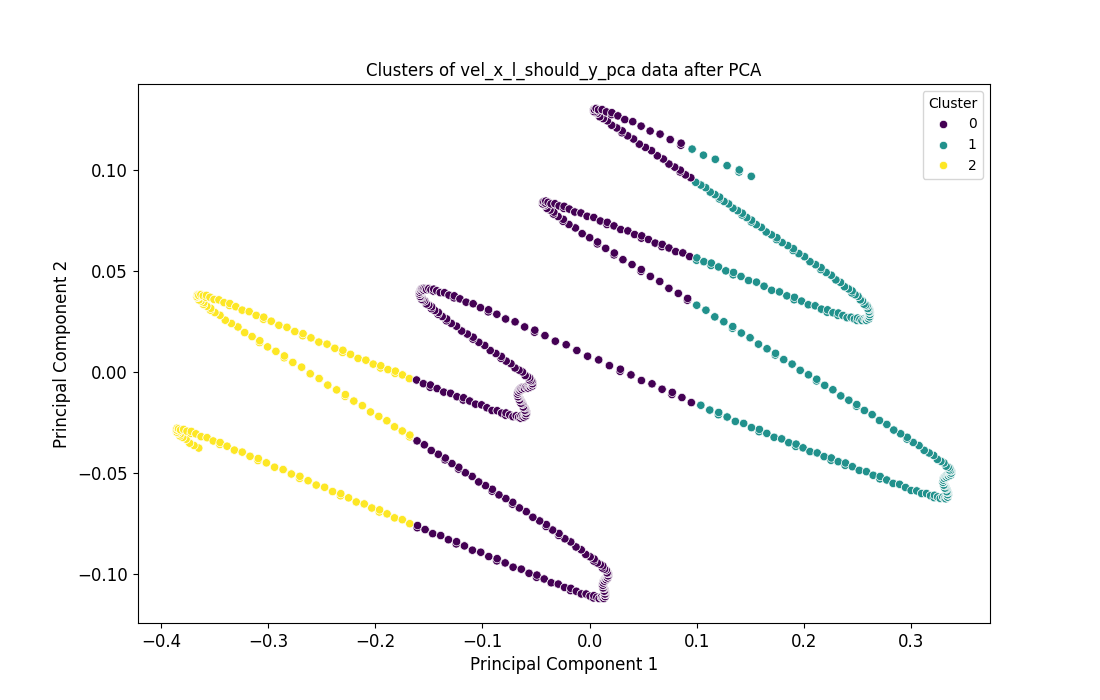 Clusters of vel_x_l_should_y_pca data after PCA
Cluster
0
1
2
Principal Component 2
0.10
0.05
0.00
−0.05
−0.10
−0.4 −0.3 −0.2 −0.1 0.0 0.1 0.2 0.3
Principal Component 1